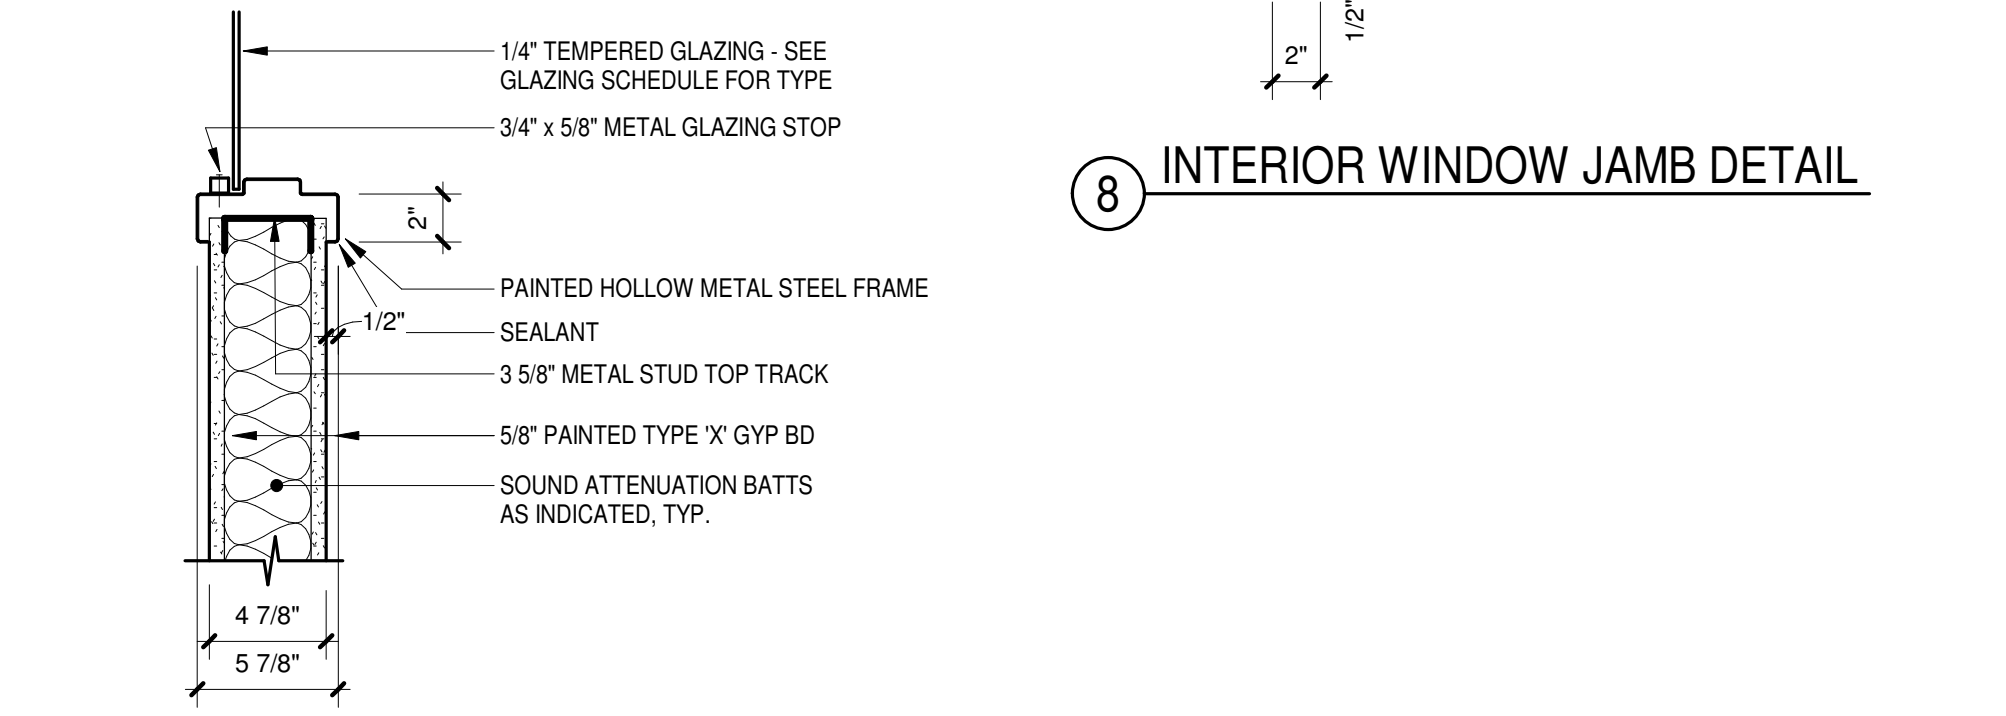 1/4" TEMPERED GLAZING - SEE
GLAZING SCHEDULE FOR TYPE
3/4" x 5/8" METAL GLAZING STOP
2"
PAINTED HOLLOW METAL STEEL FRAME
1/2"
SEALANT
3 5/8" METAL STUD TOP TRACK
5/8" PAINTED TYPE 'X' GYP BD
SOUND ATTENUATION BATTS
AS INDICATED, TYP.
4 7/8"
5 7/8"
1/2"
2"
8
INTERIOR WINDOW JAMB DETAIL